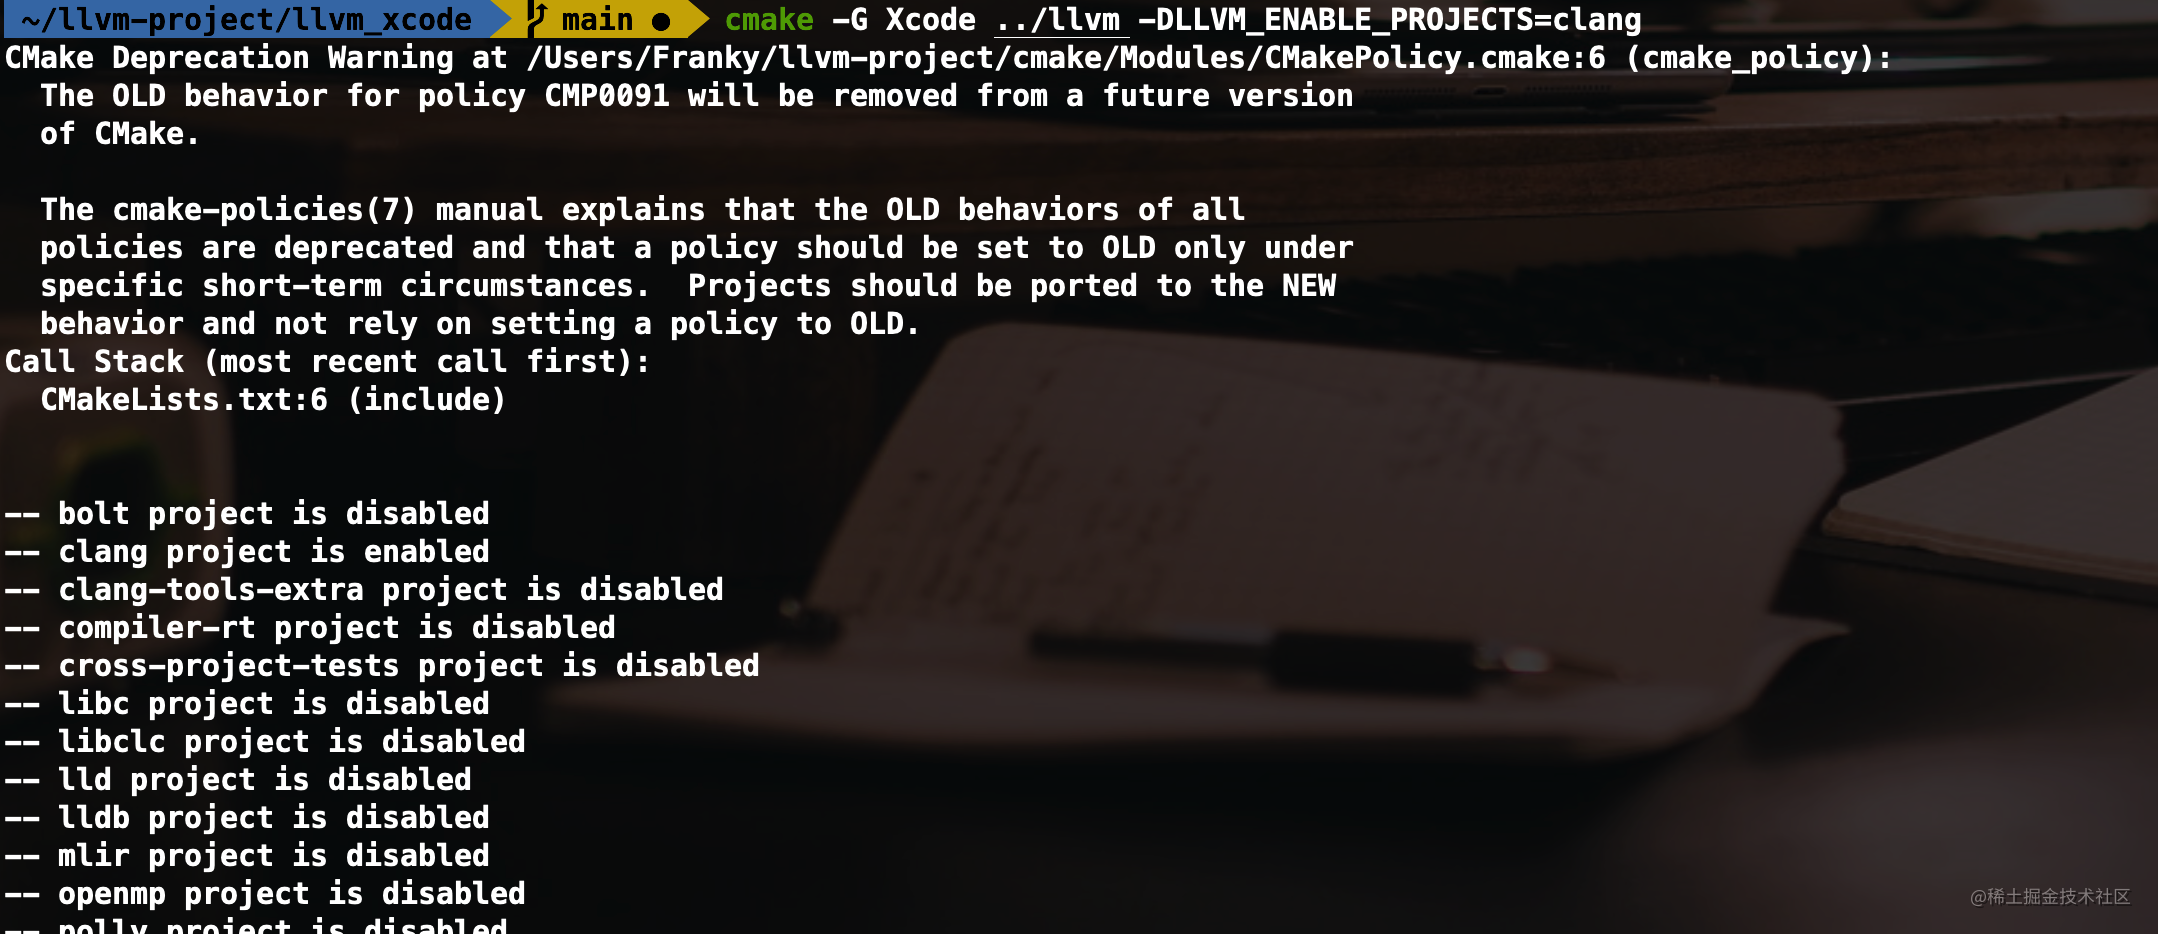 ~/llvm-project/llvm_xcode main ● cmake -G Xcode ../llvm -DLLVM_ENABLE_PROJECTS=clang
CMake Deprecation Warning at /Users/Franky/llvm-project/cmake/Modules/CMakePolicy.cmake:6 (cmake_policy):
  The OLD behavior for policy CMP0091 will be removed from a future version
  of CMake.

  The cmake-policies(7) manual explains that the OLD behaviors of all
  policies are deprecated and that a policy should be set to OLD only under
  specific short-term circumstances.  Projects should be ported to the NEW
  behavior and not rely on setting a policy to OLD.
Call Stack (most recent call first):
  CMakeLists.txt:6 (include)

-- bolt project is disabled
-- clang project is enabled
-- clang-tools-extra project is disabled
-- compiler-rt project is disabled
-- cross-project-tests project is disabled
-- libc project is disabled
-- libclc project is disabled
-- lld project is disabled
-- lldb project is disabled
-- mlir project is disabled
-- openmp project is disabled
-- polly project is disabled
@稀土掘金技术社区